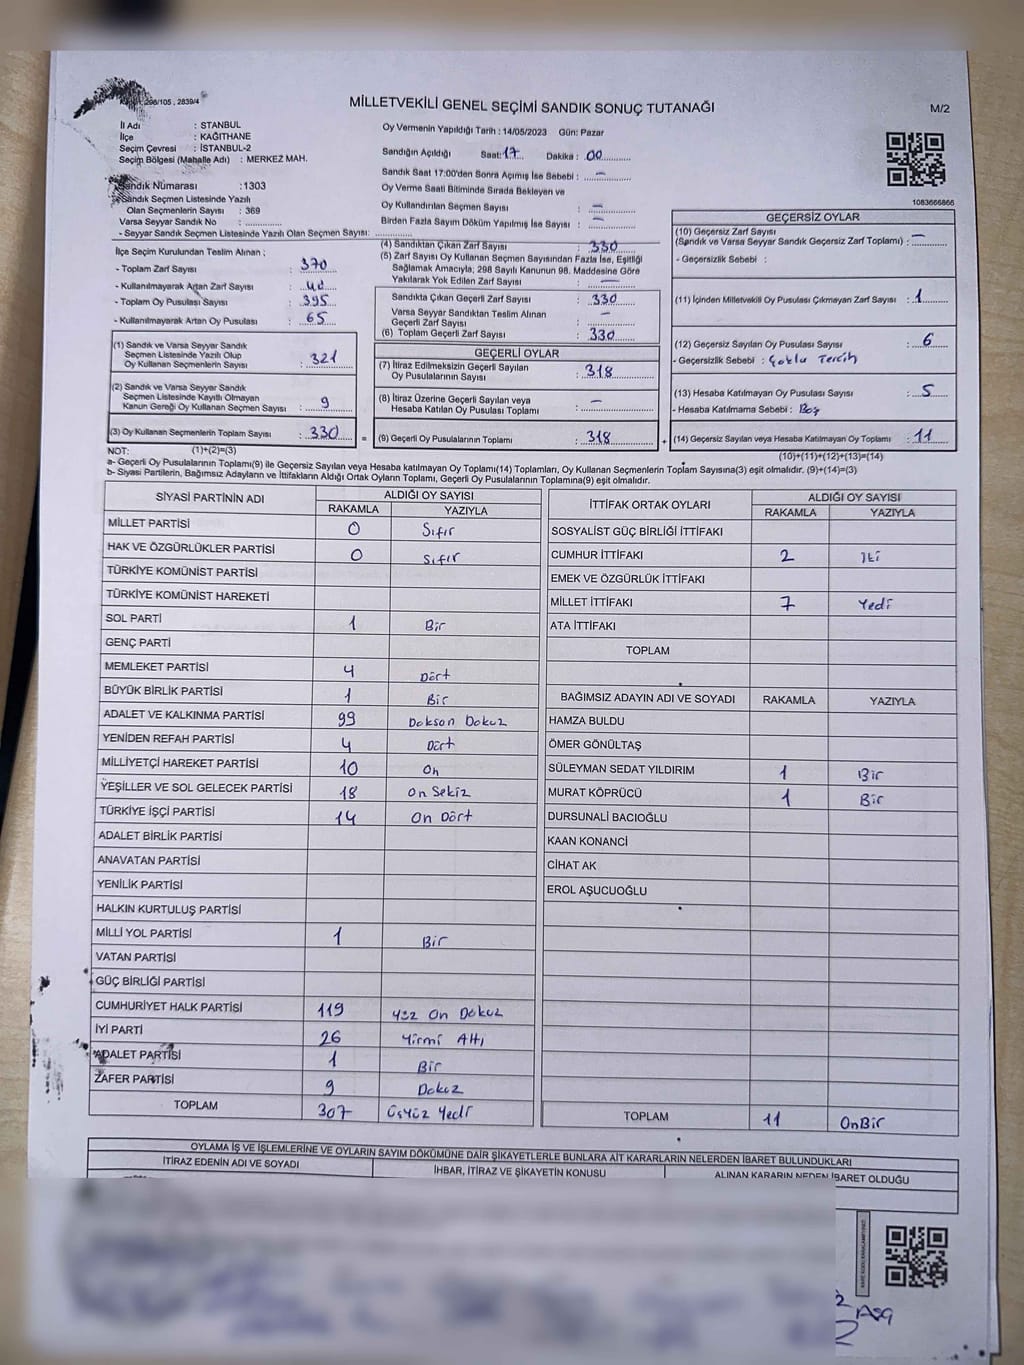 296/105 , 2839/4
MİLLETVEKİLİ GENEL SEÇİMİ SANDIK SONUÇ TUTANAĞI
M/2
İl Adı : STANBUL
İlçe : KAĞITHANE
Seçim Çevresi : İSTANBUL-2
Seçim Bölgesi (Mahalle Adı) : MERKEZ MAH.
Sandık Numarası : 1303
Sandık Seçmen Listesinde Yazılı
Olan Seçmenlerin Sayısı : 369
Varsa Seyyar Sandık No :
- Seyyar Sandık Seçmen Listesinde Yazılı Olan Seçmen Sayısı:
Oy Vermenin Yapıldığı Tarih : 14/05/2023 Gün: Pazar
Sandığın Açıldığı Saat: 17 Dakika : 00
Sandık Saat 17:00'den Sonra Açımış İse Sebebi : -
Oy Verme Saati Bitiminde Sırada Bekleyen ve
Oy Kullandırılan Seçmen Sayısı : -
Birden Fazla Sayım Döküm Yapılmış İse Sayısı : -
1083666866
İlçe Seçim Kurulundan Teslim Alınan ;
- Toplam Zarf Sayısı : 370
- Kullanılmayarak Artan Zarf Sayısı : 40
- Toplam Oy Pusulası Sayısı : 395
- Kullanılmayarak Artan Oy Pusulası : 65
(1) Sandık ve Varsa Seyyar Sandık
Seçmen Listesinde Yazılı Olup
Oy Kullanan Seçmenlerin Sayısı : 321
(2) Sandık ve Varsa Seyyar Sandık
Seçmen Listesinde Kayıtlı Olmayan
Kanun Gereği Oy Kullanan Seçmen Sayısı : 9
(3) Oy Kullanan Seçmenlerin Toplam Sayısı : 330
(4) Sandıktan Çıkan Zarf Sayısı : 330
(5) Zarf Sayısı Oy Kullanan Seçmen Sayısından Fazla İse, Eşitliği
Sağlamak Amacıyla; 298 Sayılı Kanunun 98. Maddesine Göre
Yakılarak Yok Edilen Zarf Sayısı : -
Sandıkta Çıkan Geçerli Zarf Sayısı : 330
Varsa Seyyar Sandıktan Teslim Alınan
Geçerli Zarf Sayısı : -
(6) Toplam Geçerli Zarf Sayısı : 330
GEÇERLİ OYLAR
(7) İtiraz Edilmeksizin Geçerli Sayılan
Oy Pusulalarının Sayısı : 318
(8) İtiraz Üzerine Geçerli Sayılan veya
Hesaba Katılan Oy Pusulası Toplamı : -
= (9) Geçerli Oy Pusulalarının Toplamı : 318 +
GEÇERSİZ OYLAR
(10) Geçersiz Zarf Sayısı
(Sandık ve Varsa Seyyar Sandık Geçersiz Zarf Toplamı) : -
- Geçersizlik Sebebi :
(11) İçinden Milletvekili Oy Pusulası Çıkmayan Zarf Sayısı : 1
(12) Geçersiz Sayılan Oy Pusulası Sayısı : 6
- Geçersizlik Sebebi : Çoklu Tercih
(13) Hesaba Katılmayan Oy Pusulası Sayısı : 5
- Hesaba Katılmama Sebebi : Boş
(14) Geçersiz Sayılan veya Hesaba Katılmayan Oy Toplamı : 11
NOT: (1)+(2)=(3) (10)+(11)+(12)+(13)=(14)
a- Geçerli Oy Pusulalarının Toplamı(9) ile Geçersiz Sayılan veya Hesaba katılmayan Oy Toplamı(14) Toplamları, Oy Kullanan Seçmenlerin Toplam Sayısına(3) eşit olmalıdır. (9)+(14)=(3)
b- Siyasi Partilerin, Bağımsız Adayların ve İttifakların Aldığı Ortak Oyların Toplamı, Geçerli Oy Pusulalarının Toplamına(9) eşit olmalıdır.
SİYASİ PARTİNİN ADI ALDIĞI OY SAYISI
RAKAMLA YAZIYLA
MİLLET PARTİSİ 0 Sıfır
HAK VE ÖZGÜRLÜKLER PARTİSİ 0 Sıfır
TÜRKİYE KOMÜNİST PARTİSİ
TÜRKİYE KOMÜNİST HAREKETİ
SOL PARTİ 1 Bir
GENÇ PARTİ
MEMLEKET PARTİSİ 4 Dört
BÜYÜK BİRLİK PARTİSİ 1 Bir
ADALET VE KALKINMA PARTİSİ 99 Dokson Dokuz
YENİDEN REFAH PARTİSİ 4 Dört
MİLLİYETÇİ HAREKET PARTİSİ 10 On
YEŞİLLER VE SOL GELECEK PARTİSİ 18 On Sekiz
TÜRKİYE İŞÇİ PARTİSİ 14 On Dört
ADALET BİRLİK PARTİSİ
ANAVATAN PARTİSİ
YENİLİK PARTİSİ
HALKIN KURTULUŞ PARTİSİ
MİLLİ YOL PARTİSİ 1 Bir
VATAN PARTİSİ
GÜÇ BİRLİĞİ PARTİSİ
CUMHURİYET HALK PARTİSİ 119 Yüz On Dokuz
İYİ PARTİ 26 Yirmi Altı
ADALET PARTİSİ 1 Bir
ZAFER PARTİSİ 9 Dokuz
TOPLAM 307 Üçyüz Yedi
İTTİFAK ORTAK OYLARI ALDIĞI OY SAYISI
RAKAMLA YAZIYLA
SOSYALİST GÜÇ BİRLİĞİ İTTİFAKI
CUMHUR İTTİFAKI 2 İki
EMEK VE ÖZGÜRLÜK İTTİFAKI
MİLLET İTTİFAKI 7 Yedi
ATA İTTİFAKI
TOPLAM
BAĞIMSIZ ADAYIN ADI VE SOYADI RAKAMLA YAZIYLA
HAMZA BULDU
ÖMER GÖNÜLTAŞ
SÜLEYMAN SEDAT YILDIRIM 1 Bir
MURAT KÖPRÜCÜ 1 Bir
DURSUNALİ BACIOĞLU
KAAN KONANCİ
CİHAT AK
EROL AŞUCUOĞLU
TOPLAM 11 OnBir
OYLAMA İŞ VE İŞLEMLERİNE VE OYLARIN SAYIM DÖKÜMÜNE DAİR ŞİKAYETLERLE BUNLARA AİT KARARLARIN NELERDEN İBARET BULUNDUKLARI
İTİRAZ EDENİN ADI VE SOYADI İHBAR, İTİRAZ VE ŞİKAYETİN KONUSU ALINAN KARARIN NEDEN İBARET OLDUĞU